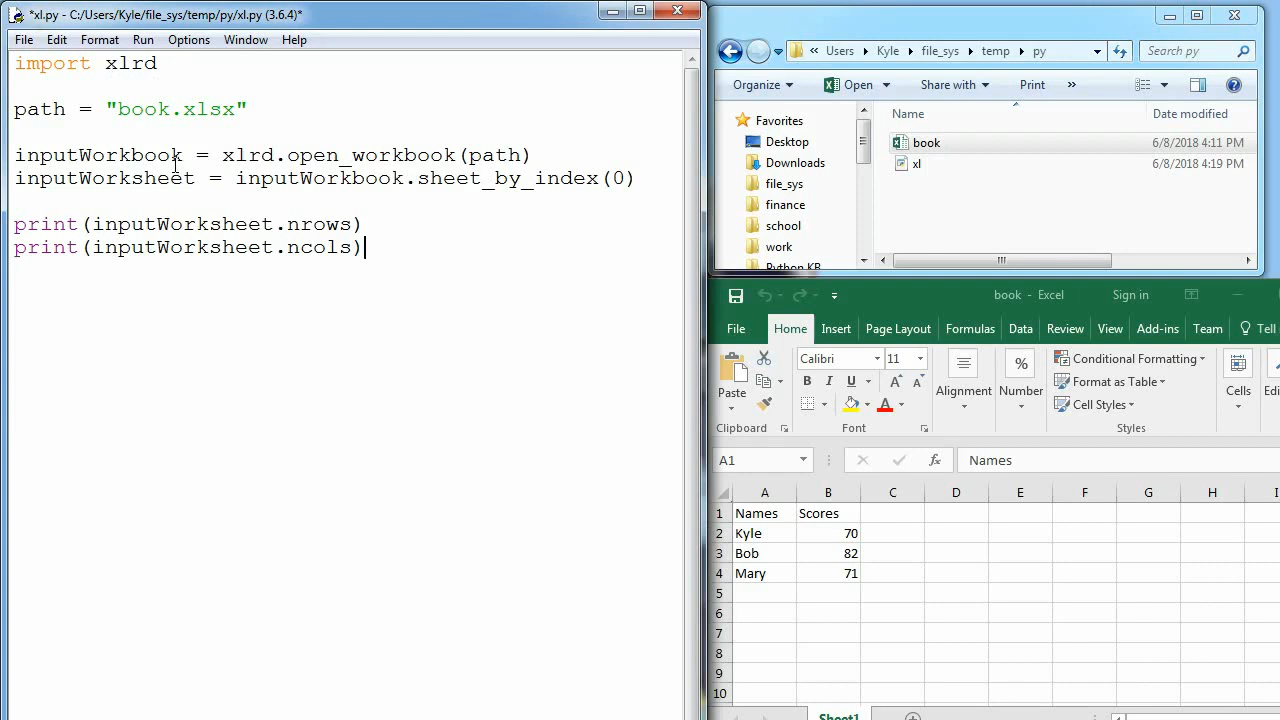 *xl.py - C:/Users/Kyle/file_sys/temp/py/xl.py (3.6.4)*
File Edit Format Run Options Window Help
import xlrd
path = "book.xlsx"
inputWorkbook = xlrd.open_workbook(path)
inputWorksheet = inputWorkbook.sheet_by_index(0)
print(inputWorksheet.nrows)
print(inputWorksheet.ncols)
Users Kyle file_sys temp py
Search py
Organize Open Share with Print »
Name Date modified
Favorites
Desktop
Downloads
file_sys
finance
school
work
Python KB
book 6/8/2018 4:11 PM
xl 6/8/2018 4:19 PM
book - Excel Sign in
File Home Insert Page Layout Formulas Data Review View Add-ins Team Tell
Paste
Clipboard
Calibri 11
B I U
Font
Alignment
% Number
Conditional Formatting
Format as Table
Cell Styles
Styles
Cells
A1 fx Names
A B C D E F G H I
1 Names Scores
2 Kyle 70
3 Bob 82
4 Mary 71
5
6
7
8
9
10
Sheet1